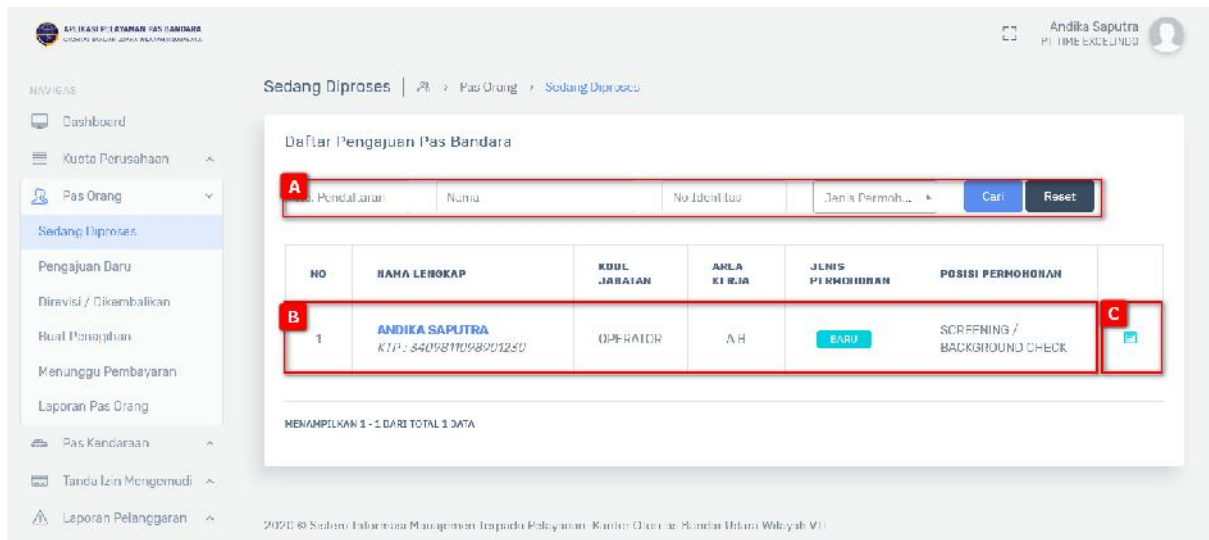 APLIKASI PELAYANAN PAS BANDARA
Andika Saputra
PT TIME EXCELINDO
NAVIGAS
Sedang Diproses | > Pas Orang > Sedang Diproses
Dashboard
Kuota Perusahaan
Pas Orang
Sedang Diproses
Pengajuan Baru
Direvisi / Dikembalikan
Buat Penagihan
Menunggu Pembayaran
Laporan Pas Orang
Pas Kendaraan
Tanda Izin Mengemudi
Laporan Pelanggaran
Daftar Pengajuan Pas Bandara
A
Pendaftaran Nama No Identitas Jenis Permoh... Cari Reset
NO NAMA LENGKAP KODE JABATAN AREA KERJA JENIS PERMOHONAN POSISI PERMOHONAN
B
C
1 ANDIKA SAPUTRA OPERATOR A B BARU SCREENING /
KTP : 3409811098901230 BACKGROUND CHECK
MENAMPILKAN 1 - 1 DARI TOTAL 1 DATA
2020 © Sistem Informasi Manajemen Terpadu Pelayanan Kantor Otoritas Bandar Udara Wilayah